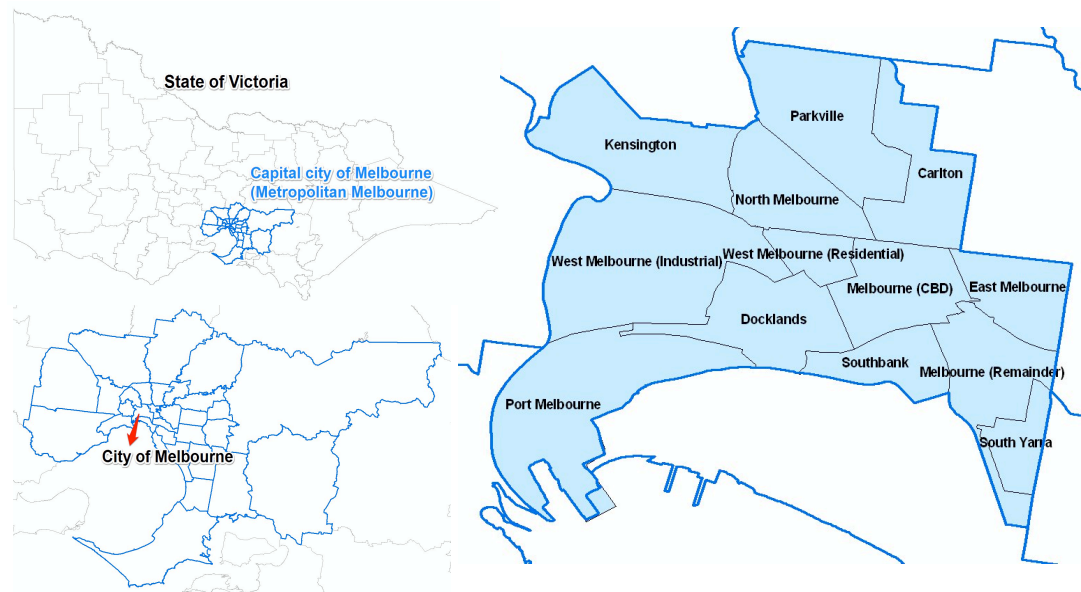 State of Victoria
Capital city of Melbourne
(Metropolitan Melbourne)
City of Melbourne
Parkville
Kensington
Carlton
North Melbourne
West Melbourne (Residential)
West Melbourne (Industrial)
Melbourne (CBD)
East Melbourne
Docklands
Southbank
Melbourne (Remainder)
Port Melbourne
South Yarra